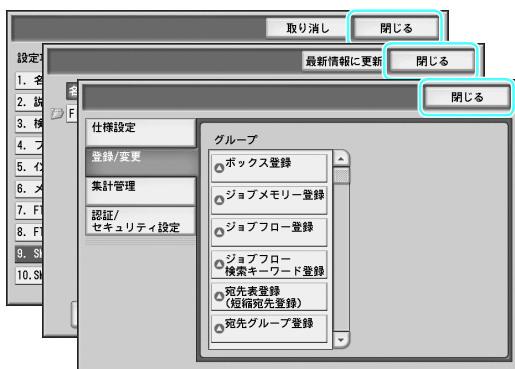 取り消し
閉じる
設定
1. 名
2. 説
3. 検
4.
5.
6. メ
7. FT
8. FT
9. SM
10. SM
最新情報に更新
閉じる
名
F
閉じる
仕様設定
登録/変更
集計管理
認証/
セキュリティ設定
グループ
ボックス登録
ジョブメモリー登録
ジョブフロー登録
ジョブフロー
検索キーワード登録
宛先表登録
(短縮宛先登録)
宛先グループ登録